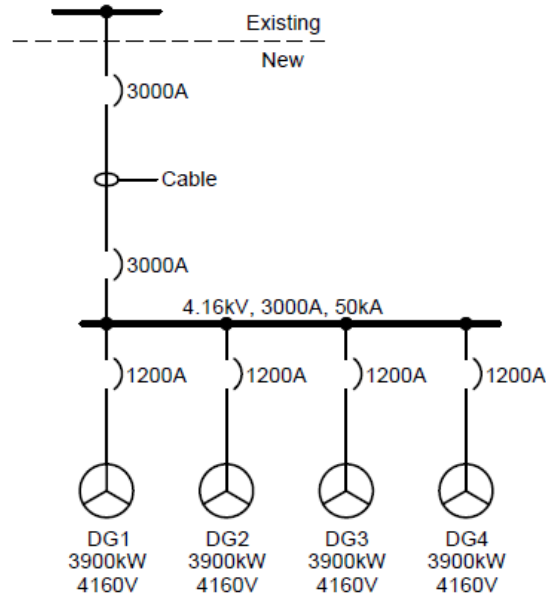 Existing
New
3000A
Cable
3000A
4.16kV, 3000A, 50kA
1200A 1200A 1200A 1200A
DG1 DG2 DG3 DG4
3900kW 3900kW 3900kW 3900kW
4160V 4160V 4160V 4160V